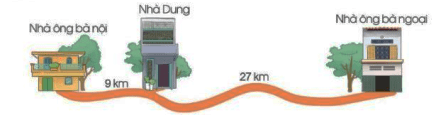 Nhà Dung
Nhà ông bà nội
Nhà ông bà ngoại
9 km
27 km